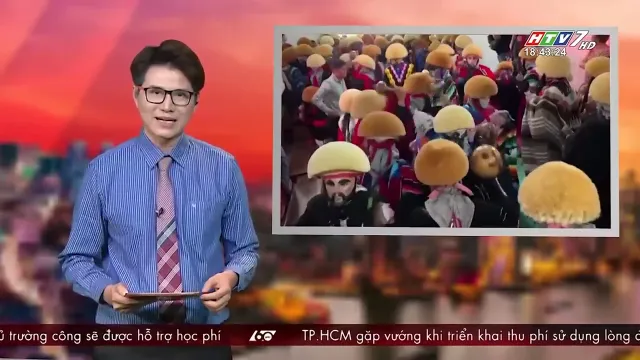 HTV7 HD
18:43:24
trường công sẽ được hỗ trợ học phí
60
TP.HCM gặp vướng khi triển khai thu phí sử dụng lòng